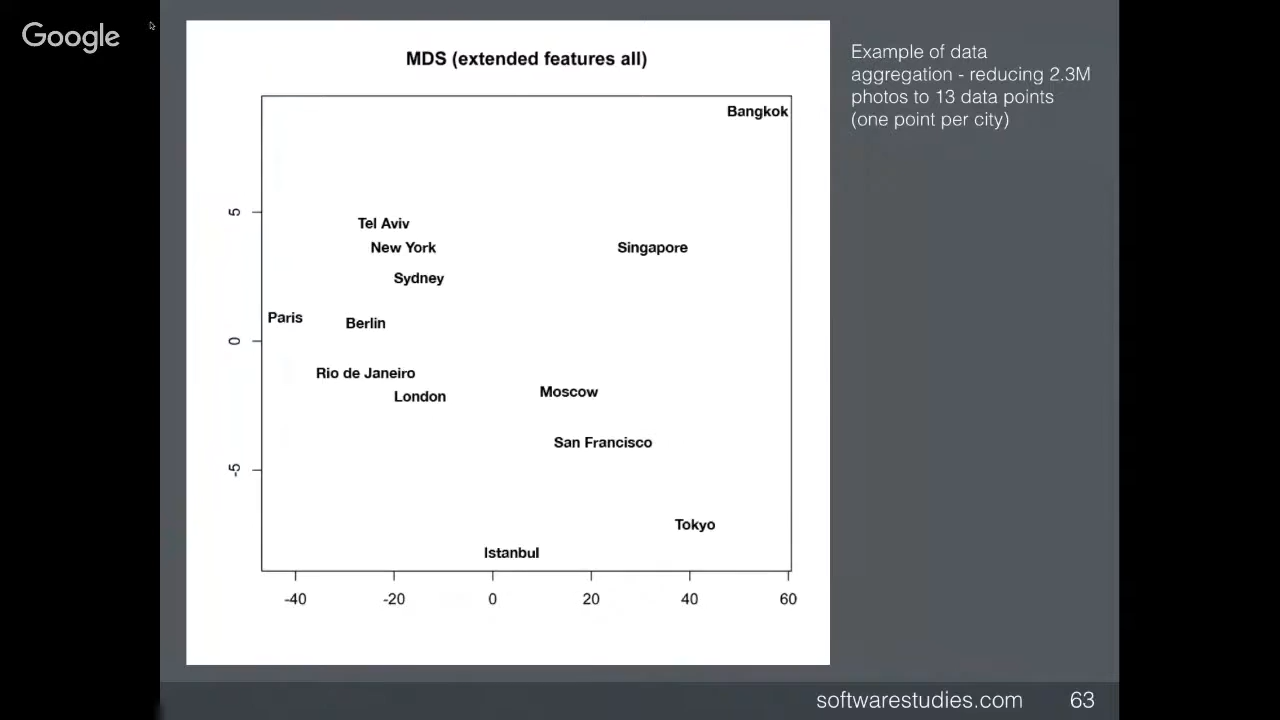 Google
MDS (extended features all)
Example of data
aggregation - reducing 2.3M
photos to 13 data points
(one point per city)
Bangkok
5
Tel Aviv
New York
Singapore
Sydney
Paris
Berlin
0
Rio de Janeiro
London
Moscow
San Francisco
-5
Tokyo
Istanbul
-40 -20 0 20 40 60
softwarestudies.com 63